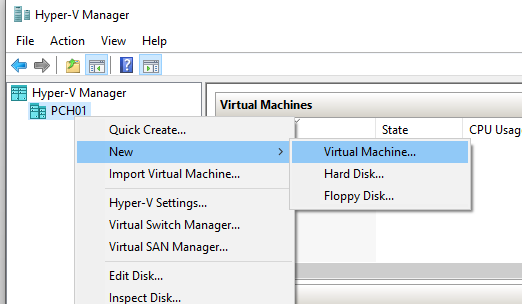 Hyper-V Manager
File Action View Help
Hyper-V Manager
PCH01
Virtual Machines
State CPU Usag
Quick Create...
New
Import Virtual Machine...
Hyper-V Settings...
Virtual Switch Manager...
Virtual SAN Manager...
Edit Disk...
Inspect Disk...
Virtual Machine...
Hard Disk...
Floppy Disk...